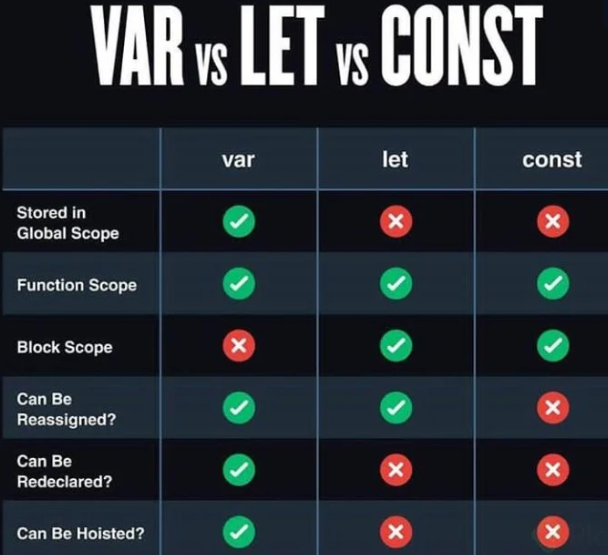 VAR vs LET vs CONST
var let const
Stored in
Global Scope
Function Scope
Block Scope
Can Be
Reassigned?
Can Be
Redeclared?
Can Be Hoisted?